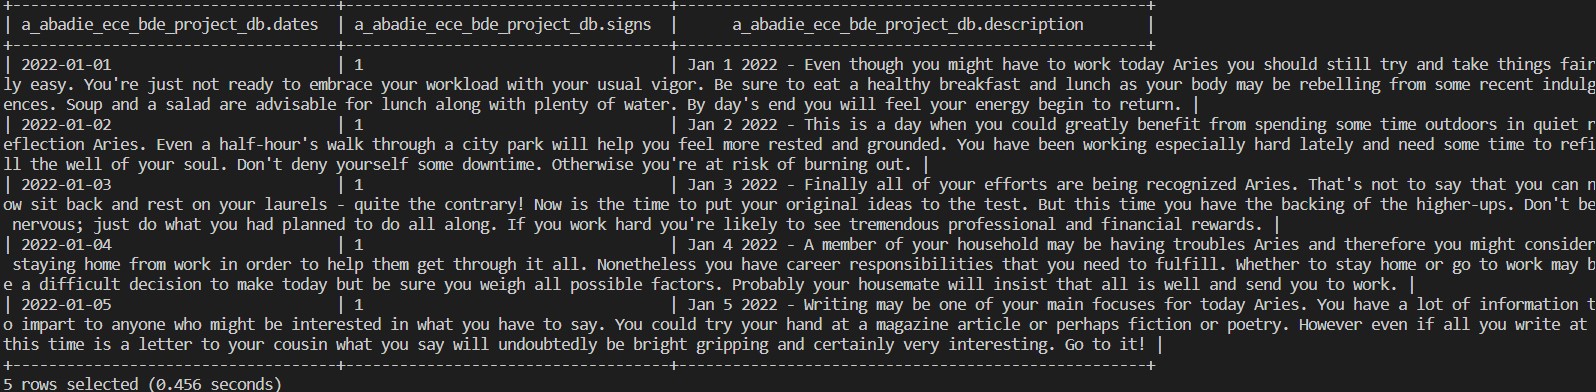 +--------------------------------+--------------------------------+----------------------------------------------+
| a_abadie_ece_bde_project_db.dates | a_abadie_ece_bde_project_db.signs | a_abadie_ece_bde_project_db.description |
+--------------------------------+--------------------------------+----------------------------------------------+
| 2022-01-01 | 1 | Jan 1 2022 - Even though you might have to work today Aries you should still try and take things fair
ly easy. You're just not ready to embrace your workload with your usual vigor. Be sure to eat a healthy breakfast and lunch as your body may be rebelling from some recent indulg
ences. Soup and a salad are advisable for lunch along with plenty of water. By day's end you will feel your energy begin to return. |
| 2022-01-02 | 1 | Jan 2 2022 - This is a day when you could greatly benefit from spending some time outdoors in quiet r
eflection Aries. Even a half-hour's walk through a city park will help you feel more rested and grounded. You have been working especially hard lately and need some time to refi
ll the well of your soul. Don't deny yourself some downtime. Otherwise you're at risk of burning out. |
| 2022-01-03 | 1 | Jan 3 2022 - Finally all of your efforts are being recognized Aries. That's not to say that you can n
ow sit back and rest on your laurels - quite the contrary! Now is the time to put your original ideas to the test. But this time you have the backing of the higher-ups. Don't be
nervous; just do what you had planned to do all along. If you work hard you're likely to see tremendous professional and financial rewards. |
| 2022-01-04 | 1 | Jan 4 2022 - A member of your household may be having troubles Aries and therefore you might consider
staying home from work in order to help them get through it all. Nonetheless you have career responsibilities that you need to fulfill. Whether to stay home or go to work may b
e a difficult decision to make today but be sure you weigh all possible factors. Probably your housemate will insist that all is well and send you to work. |
| 2022-01-05 | 1 | Jan 5 2022 - Writing may be one of your main focuses for today Aries. You have a lot of information t
o impart to anyone who might be interested in what you have to say. You could try your hand at a magazine article or perhaps fiction or poetry. However even if all you write at
this time is a letter to your cousin what you say will undoubtedly be bright gripping and certainly very interesting. Go to it! |
+--------------------------------+--------------------------------+----------------------------------------------+
5 rows selected (0.456 seconds)